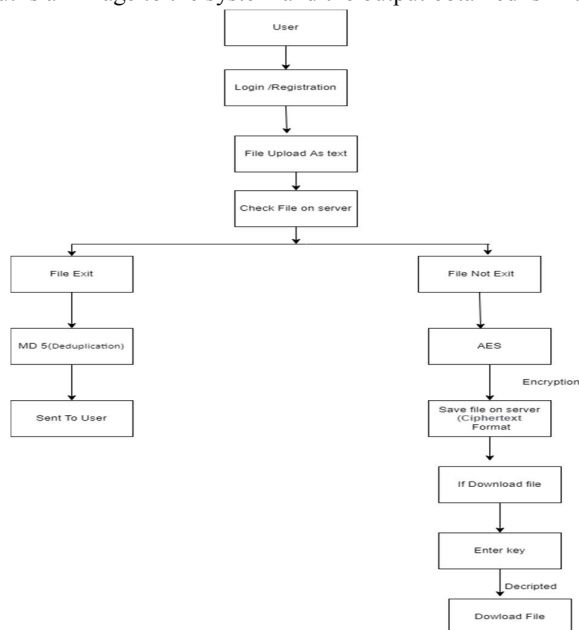 User
Login /Registration
File Upload As text
Check File on server
File Exit
File Not Exit
MD 5(Deduplication)
AES
Encryption
Sent To User
Save file on server
(Ciphertext
Format
If Download file
Enter key
Decripted
Dowload File